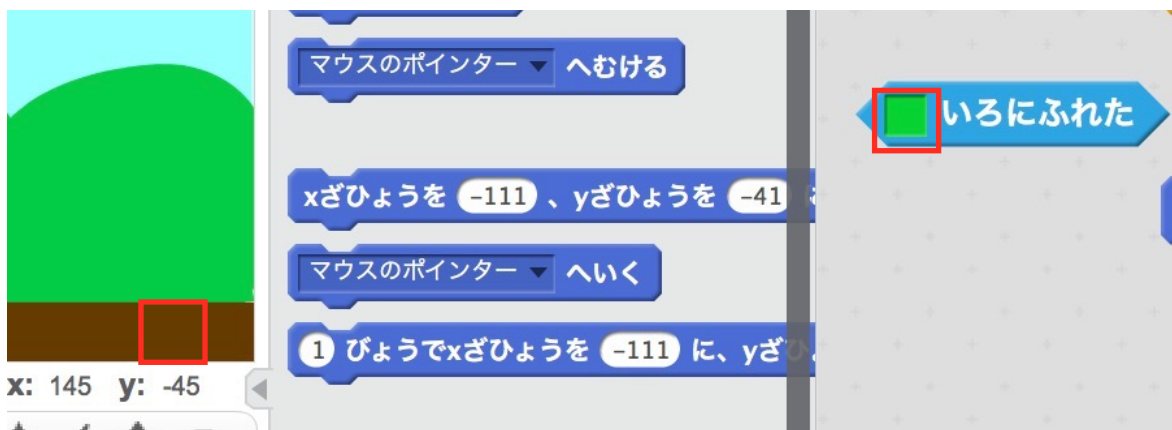 マウスのポインター へむける
いろにふれた
xざひょうを -111 、yざひょうを -41
マウスのポインター へいく
1 びょうでxざひょうを -111 に、yざ
x: 145 y: -45